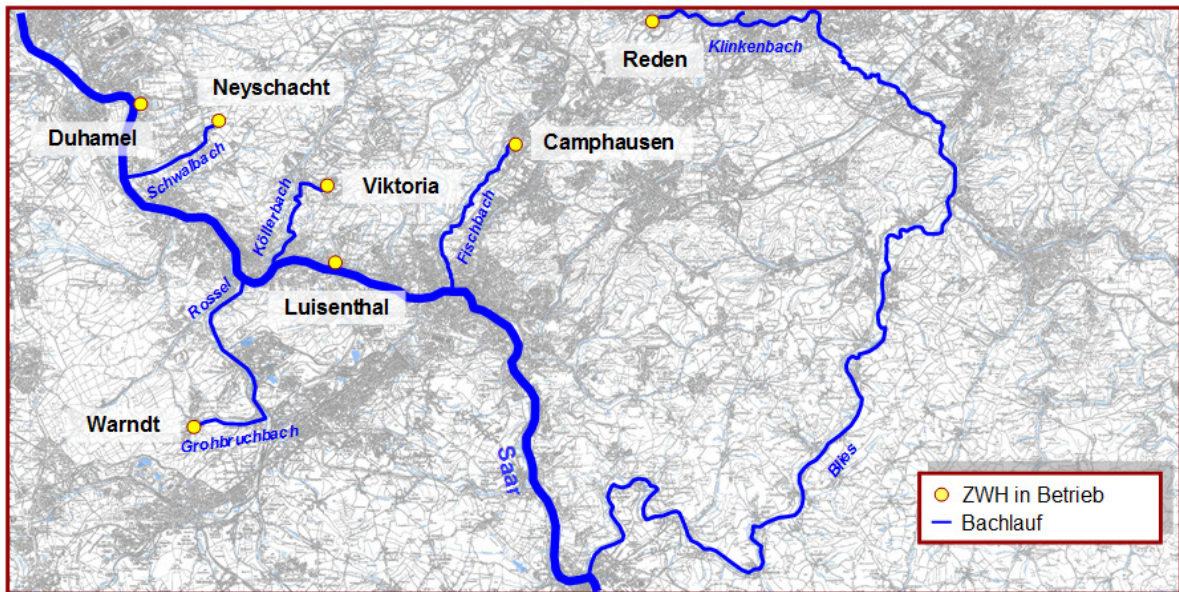 Reden
Klinkenbach
Neyschacht
Duhamel
Schwalbach
Camphausen
Viktoria
Köllerbach
Fischbach
Rossel
Luisenthal
Warndt
Grohbruchbach
Saar
Blies
ZWH in Betrieb
Bachlauf